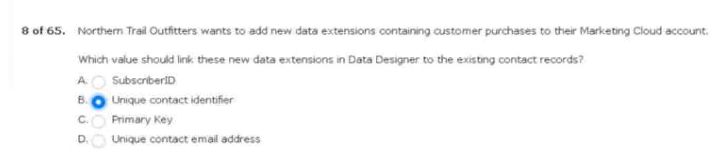 8 of 65. Northern Trail Outfitters wants to add new data extensions containing customer purchases to their Marketing Cloud account.
Which value should link these new data extensions in Data Designer to the existing contact records?
A. SubscriberID
B. Unique contact identifier
C. Primary Key
D. Unique contact email address